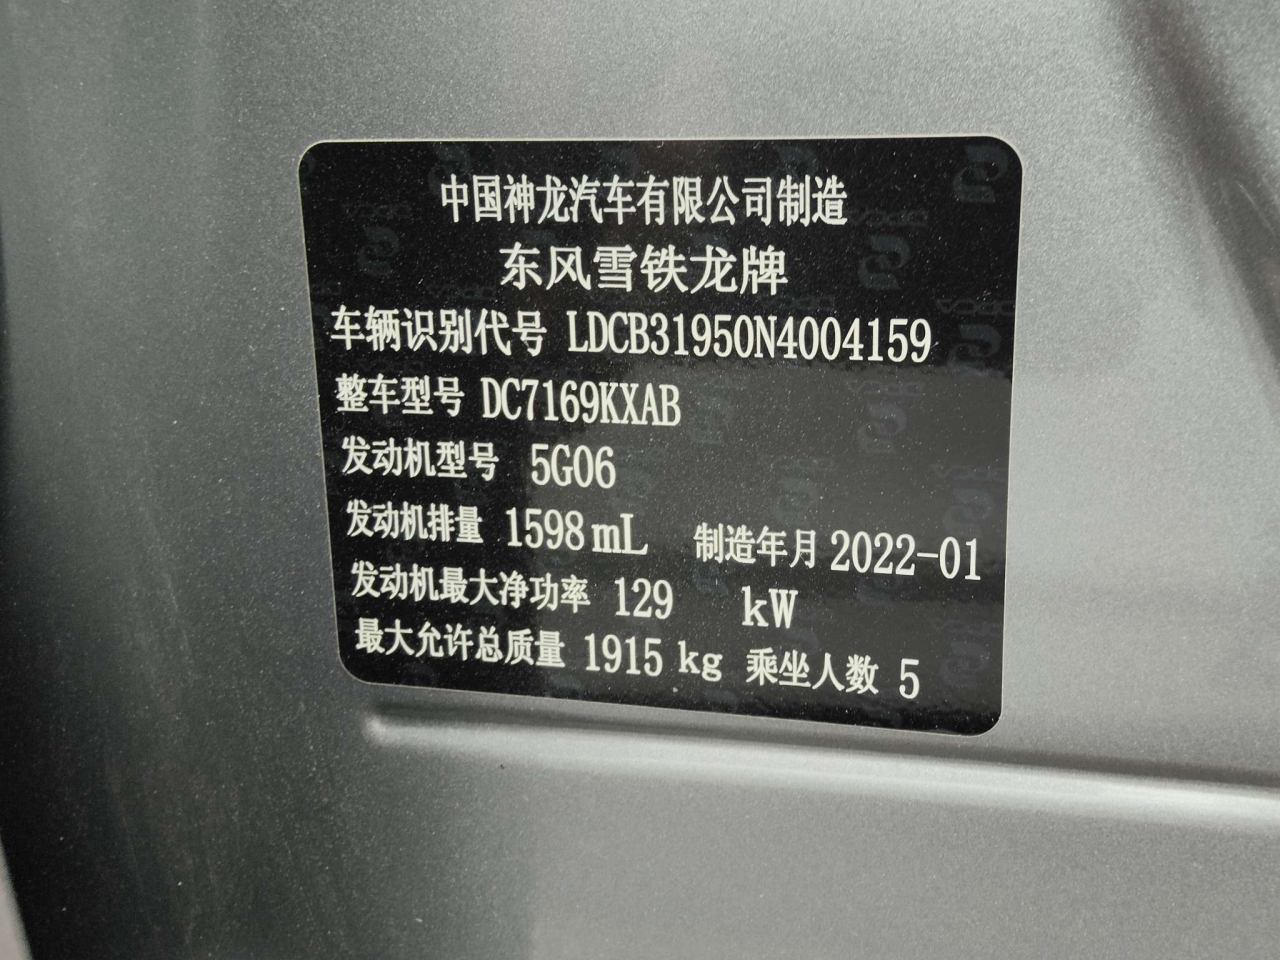 中国神龙汽车有限公司制造
东风雪铁龙牌
车辆识别代号 LDCB31950N4004159
整车型号 DC7169KXAB
发动机型号 5G06
发动机排量 1598 mL 制造年月 2022-01
发动机最大净功率 129 kW
最大允许总质量 1915 kg 乘坐人数 5